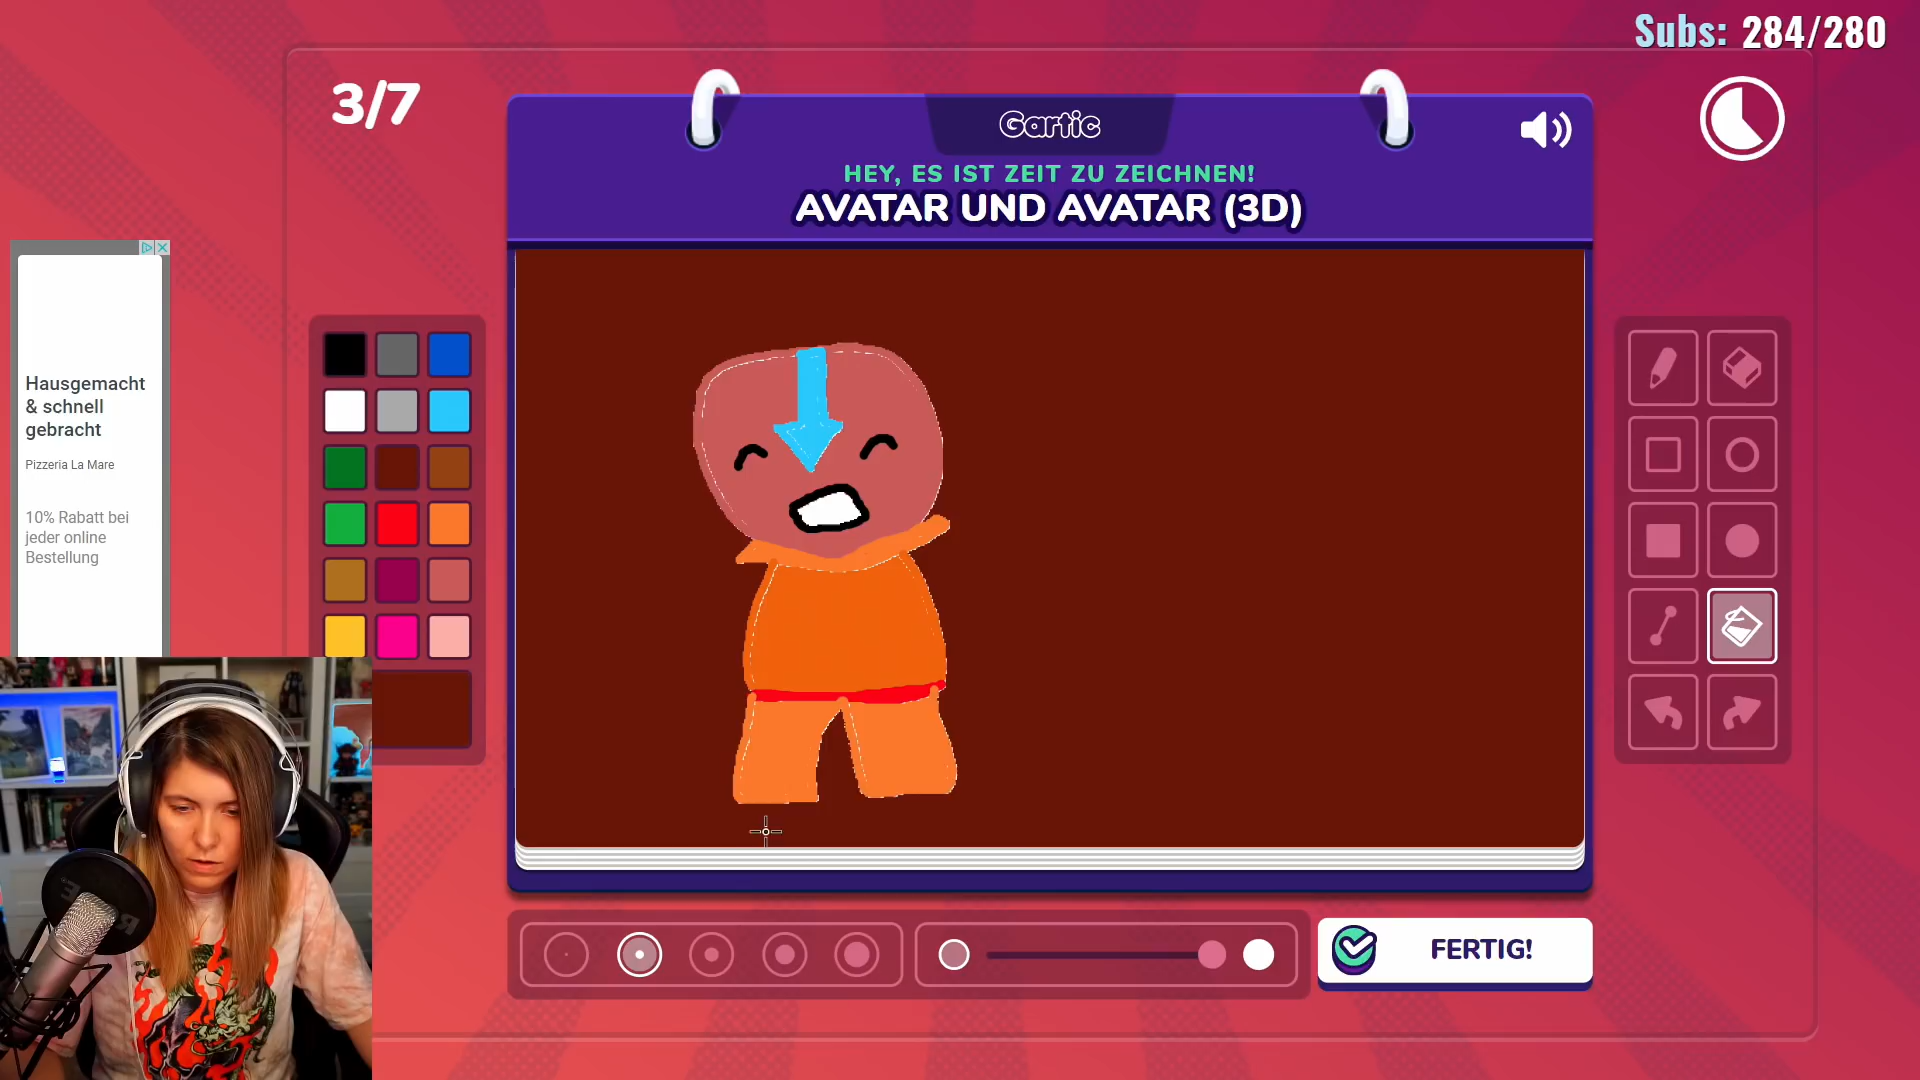 Subs: 284/280
3/7
Gartic
HEY, ES IST ZEIT ZU ZEICHNEN!
AVATAR UND AVATAR (3D)
Hausgemacht
& schnell
gebracht
Pizzeria La Mare
10% Rabatt bei
jeder online
Bestellung
FERTIG!